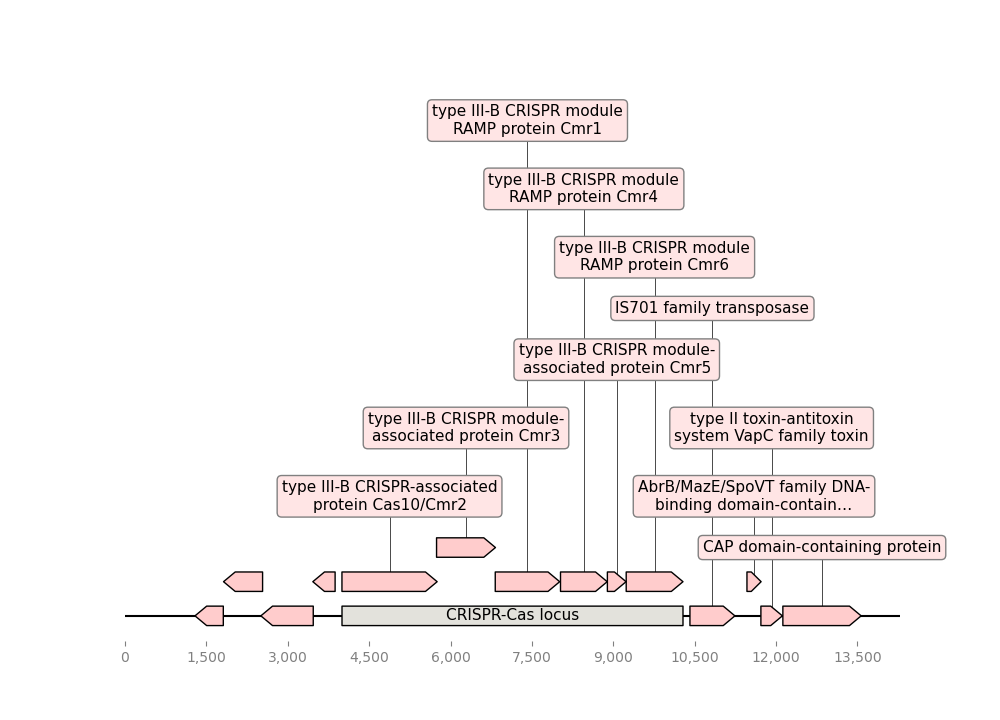 type III-B CRISPR module
RAMP protein Cmr1
type III-B CRISPR module
RAMP protein Cmr4
type III-B CRISPR module
RAMP protein Cmr6
IS701 family transposase
type III-B CRISPR module-
associated protein Cmr5
type III-B CRISPR module-
associated protein Cmr3
type II toxin-antitoxin
system VapC family toxin
type III-B CRISPR-associated
protein Cas10/Cmr2
AbrB/MazE/SpoVT family DNA-
binding domain-contain...
CAP domain-containing protein
CRISPR-Cas locus
0 1,500 3,000 4,500 6,000 7,500 9,000 10,500 12,000 13,500